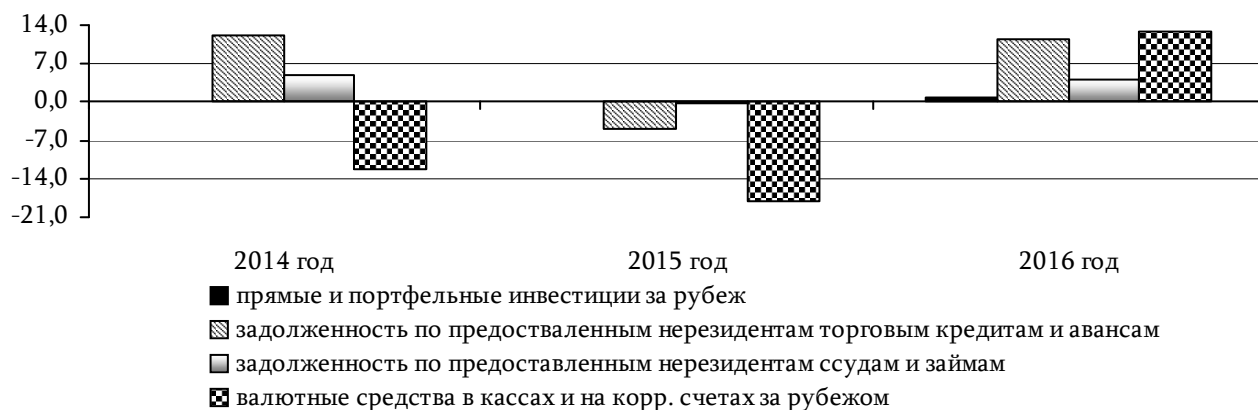 14,0
7,0
0,0
-7,0
-14,0
-21,0
2014 год 2015 год 2016 год
прямые и портфельные инвестиции за рубеж
задолженность по предостваленным нерезидентам торговым кредитам и авансам
задолженность по предоставленным нерезидентам ссудам и займам
валютные средства в кассах и на корр. счетах за рубежом